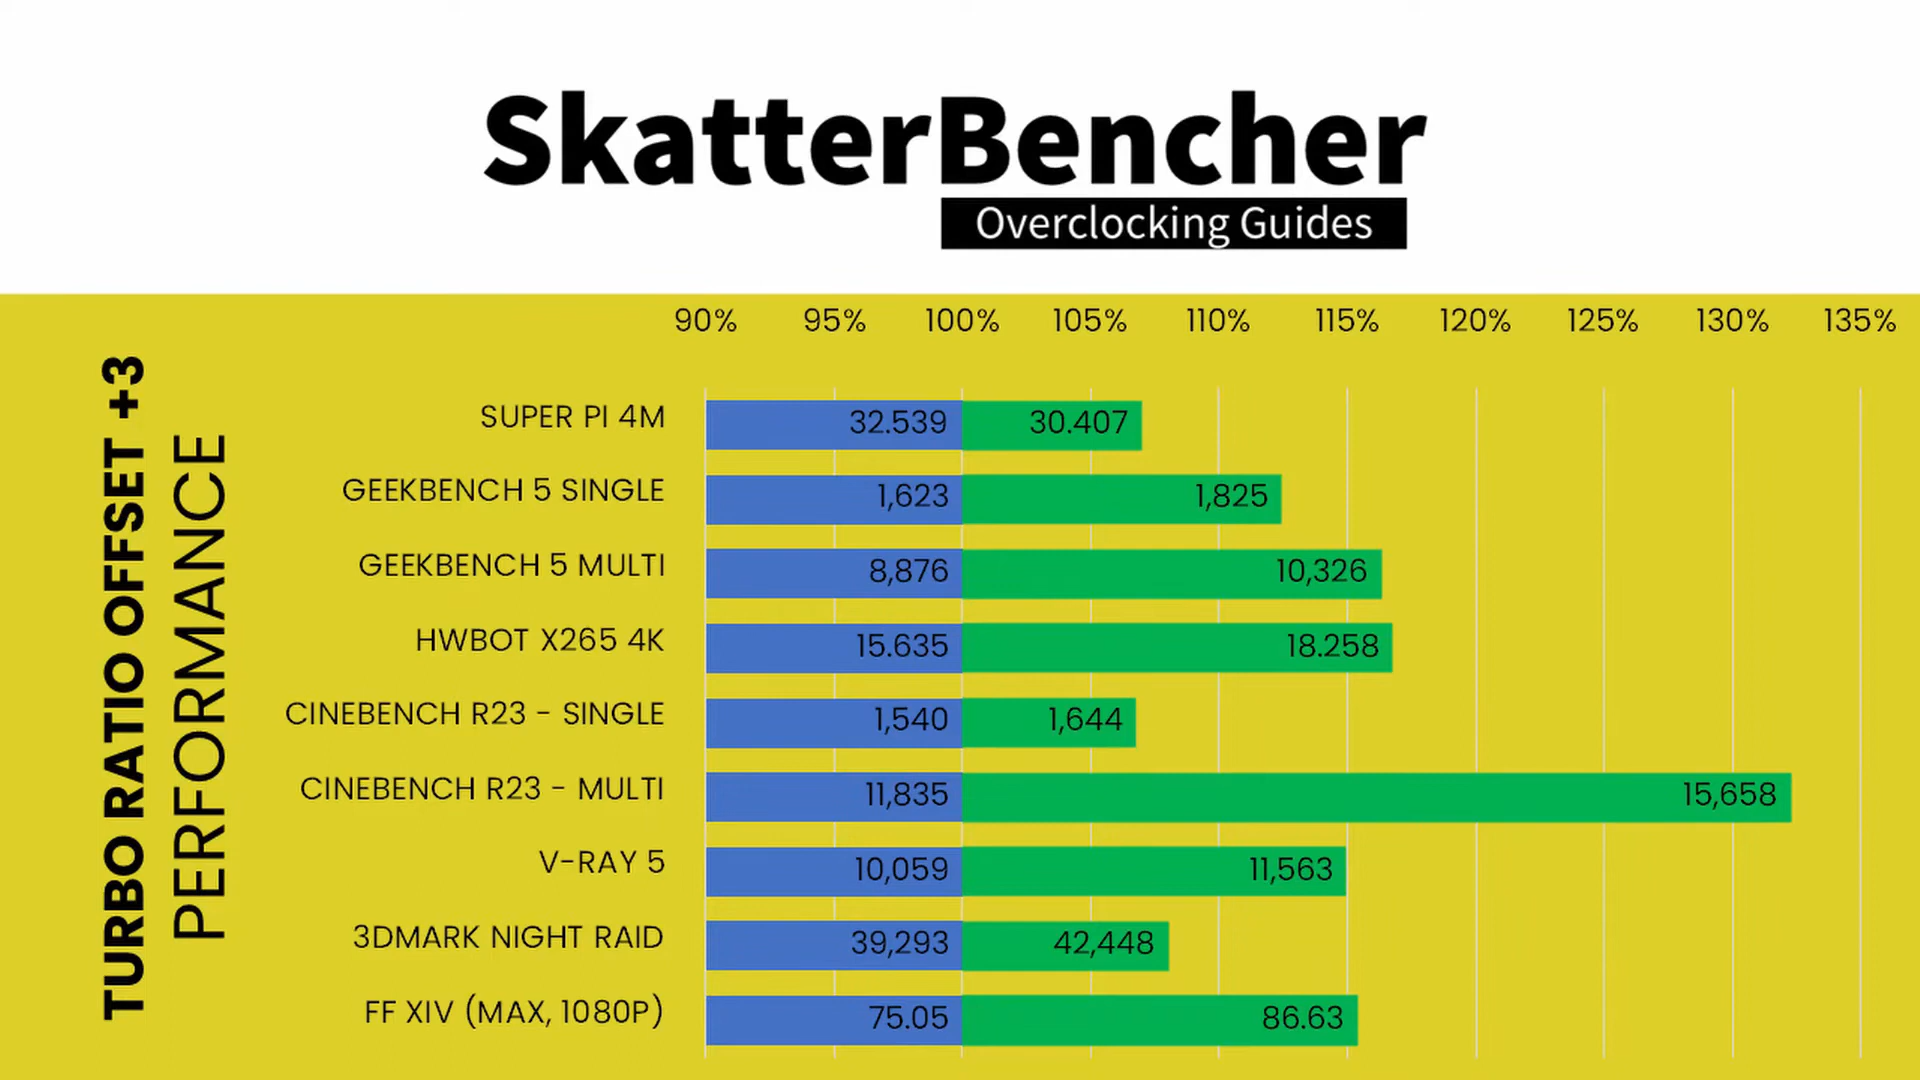 SkatterBencher
Overclocking Guides
TURBO RATIO OFFSET +3
PERFORMANCE
90% 95% 100% 105% 110% 115% 120% 125% 130% 135%
SUPER PI 4M 32.539 30.407
GEEKBENCH 5 SINGLE 1,623 1,825
GEEKBENCH 5 MULTI 8,876 10,326
HWBOT X265 4K 15.635 18.258
CINEBENCH R23 - SINGLE 1,540 1,644
CINEBENCH R23 - MULTI 11,835 15,658
V-RAY 5 10,059 11,563
3DMARK NIGHT RAID 39,293 42,448
FF XIV (MAX, 1080P) 75.05 86.63